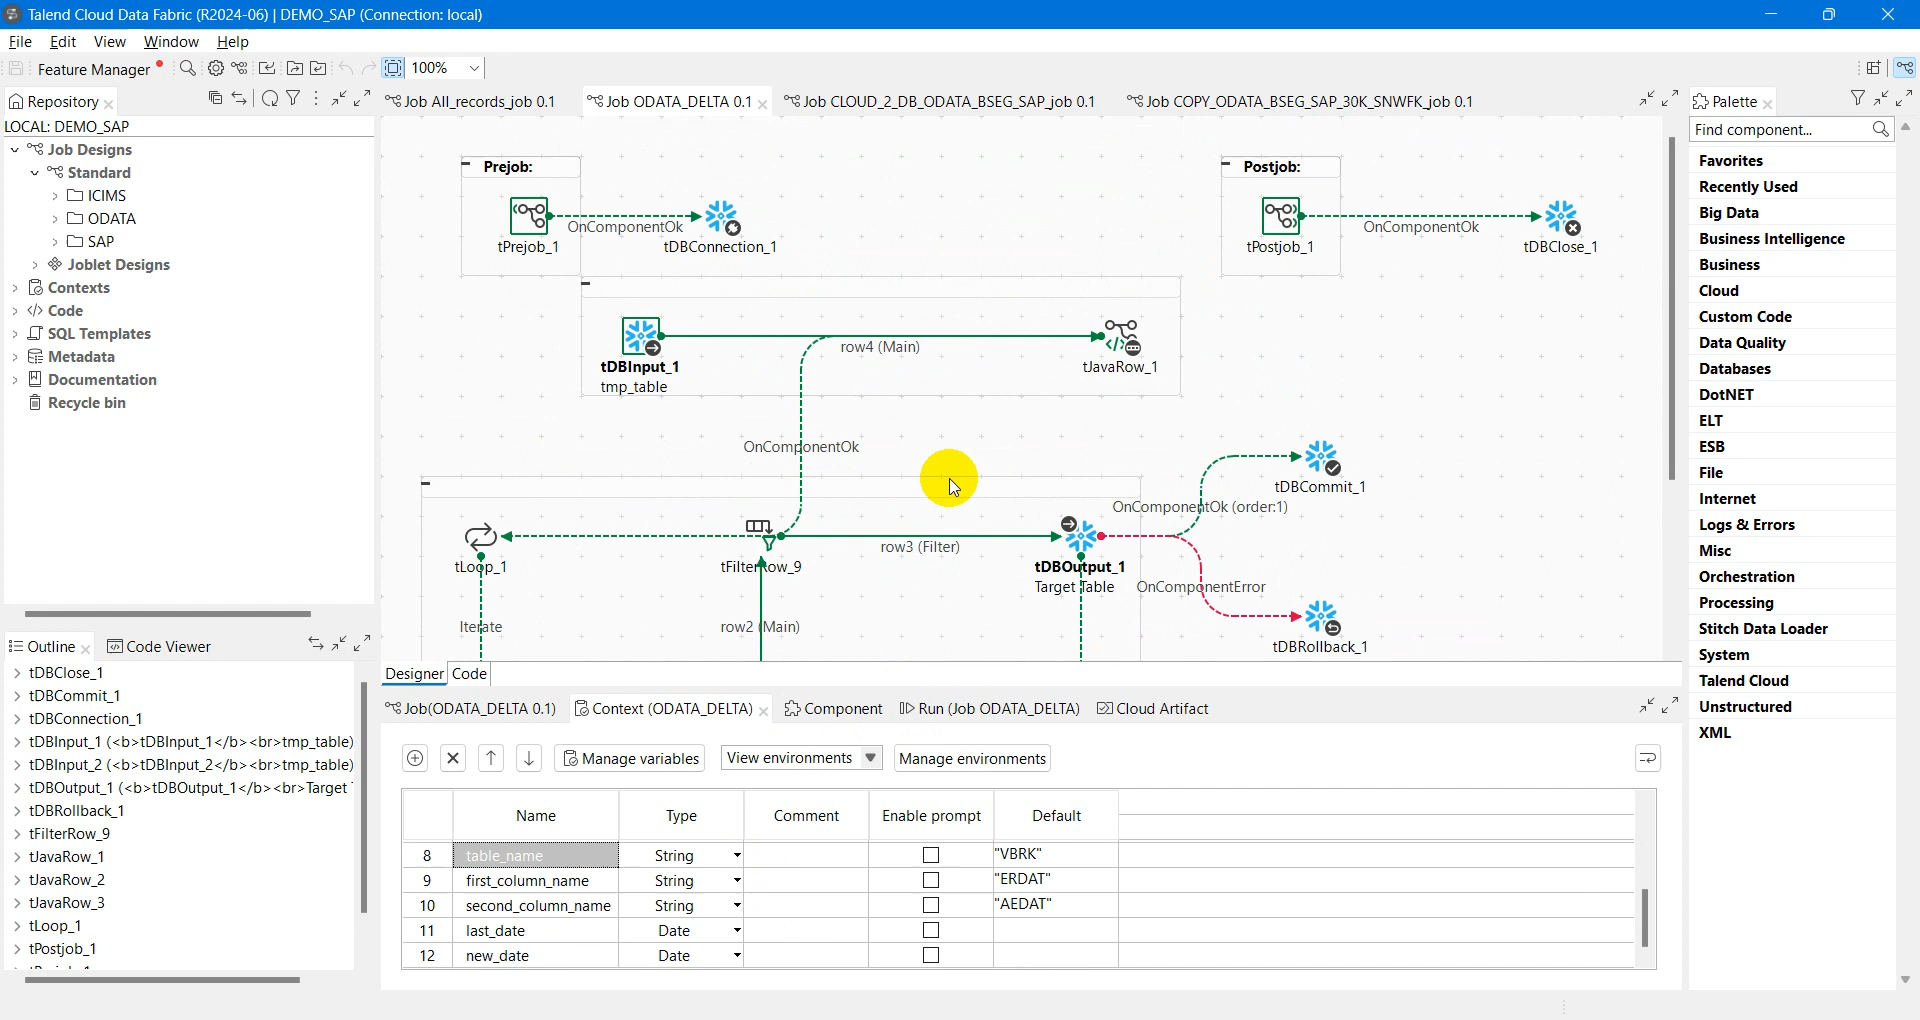 Talend Cloud Data Fabric (R2024-06) | DEMO_SAP (Connection: local)
File Edit View Window Help
Feature Manager 100%
Repository
LOCAL: DEMO_SAP
Job Designs
Standard
ICIMS
ODATA
SAP
Joblet Designs
Contexts
Code
SQL Templates
Metadata
Documentation
Recycle bin
Outline Code Viewer
tDBClose_1
tDBCommit_1
tDBConnection_1
tDBInput_1 (<b>tDBInput_1</b><br>tmp_table)
tDBInput_2 (<b>tDBInput_2</b><br>tmp_table)
tDBOutput_1 (<b>tDBOutput_1</b><br>Target
tDBRollback_1
tFilterRow_9
tJavaRow_1
tJavaRow_2
tJavaRow_3
tLoop_1
tPostjob_1
Job All_records_job 0.1 Job ODATA_DELTA 0.1 Job CLOUD_2_DB_ODATA_BSEG_SAP_job 0.1 Job COPY_ODATA_BSEG_SAP_30K_SNWFK_job 0.1
Prejob:
tPrejob_1
OnComponentOk
tDBConnection_1
Postjob:
tPostjob_1
OnComponentOk
tDBClose_1
tDBInput_1
tmp_table
row4 (Main)
tJavaRow_1
OnComponentOk
tDBCommit_1
OnComponentOk (order:1)
tLoop_1
tFilterRow_9
row3 (Filter)
tDBOutput_1
Target Table
OnComponentError
Iterate
row2 (Main)
tDBRollback_1
Designer Code
Job(ODATA_DELTA 0.1) Context (ODATA_DELTA) Component Run (Job ODATA_DELTA) Cloud Artifact
Manage variables View environments Manage environments
Name Type Comment Enable prompt Default
8 table_name String "VBRK"
9 first_column_name String "ERDAT"
10 second_column_name String "AEDAT"
11 last_date Date
12 new_date Date
Palette
Find component...
Favorites
Recently Used
Big Data
Business Intelligence
Business
Cloud
Custom Code
Data Quality
Databases
DotNET
ELT
ESB
File
Internet
Logs & Errors
Misc
Orchestration
Processing
Stitch Data Loader
System
Talend Cloud
Unstructured
XML